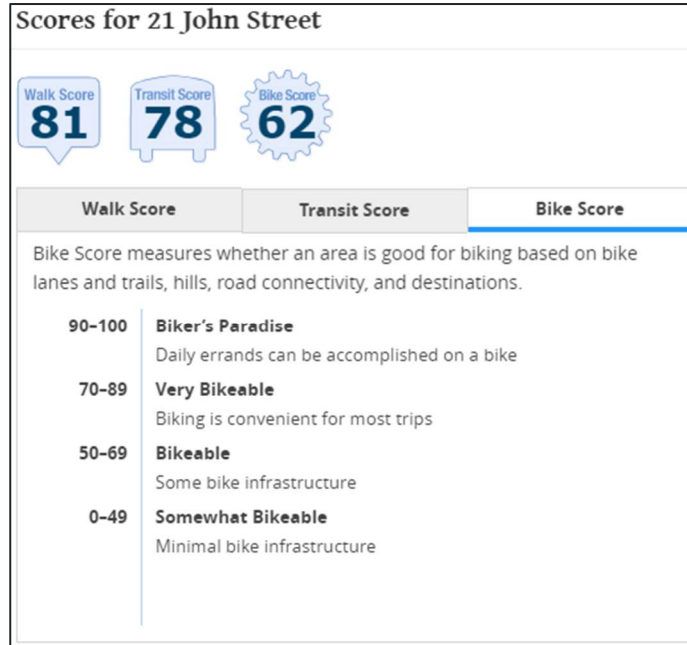 Scores for 21 John Street
Walk Score
81
Transit Score
78
Bike Score
62
Walk Score
Transit Score
Bike Score
Bike Score measures whether an area is good for biking based on bike
lanes and trails, hills, road connectivity, and destinations.
90–100 Biker's Paradise
Daily errands can be accomplished on a bike
70–89 Very Bikeable
Biking is convenient for most trips
50–69 Bikeable
Some bike infrastructure
0–49 Somewhat Bikeable
Minimal bike infrastructure